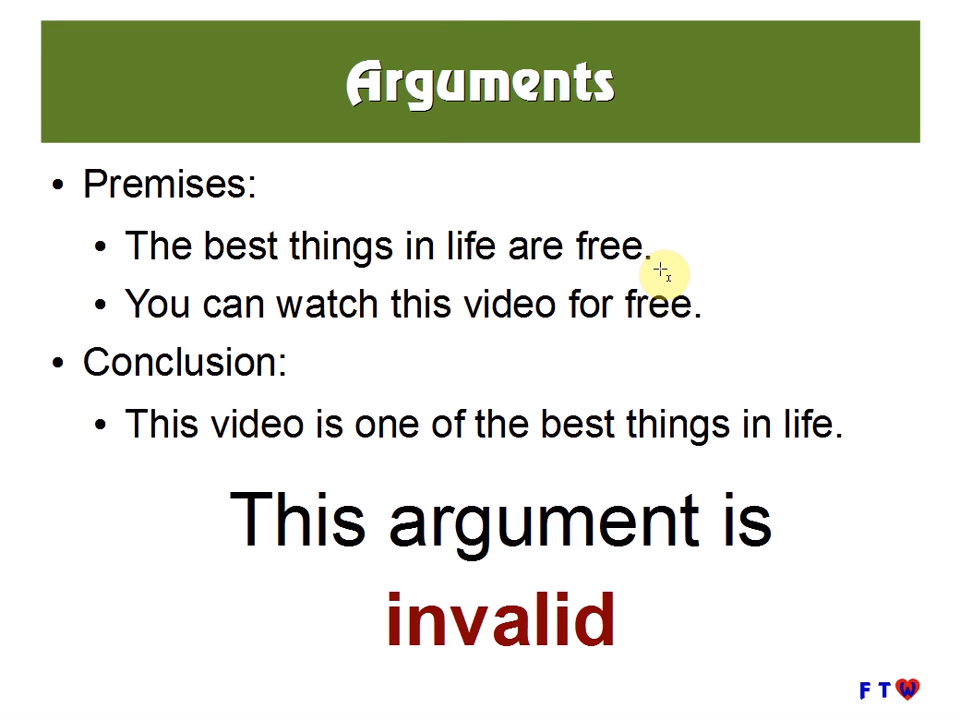 Arguments
• Premises:
• The best things in life are free.
• You can watch this video for free.
• Conclusion:
• This video is one of the best things in life.
This argument is
invalid
F T W